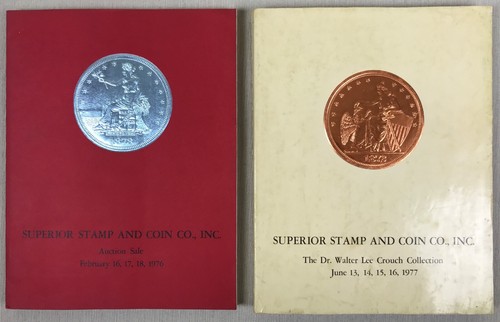 1873
SUPERIOR STAMP AND COIN CO., INC.
Auction Sale
February 16, 17, 18, 1976
SUPERIOR STAMP AND COIN CO., INC.
The Dr. Walter Lee Crouch Collection
June 13, 14, 15, 16, 1977